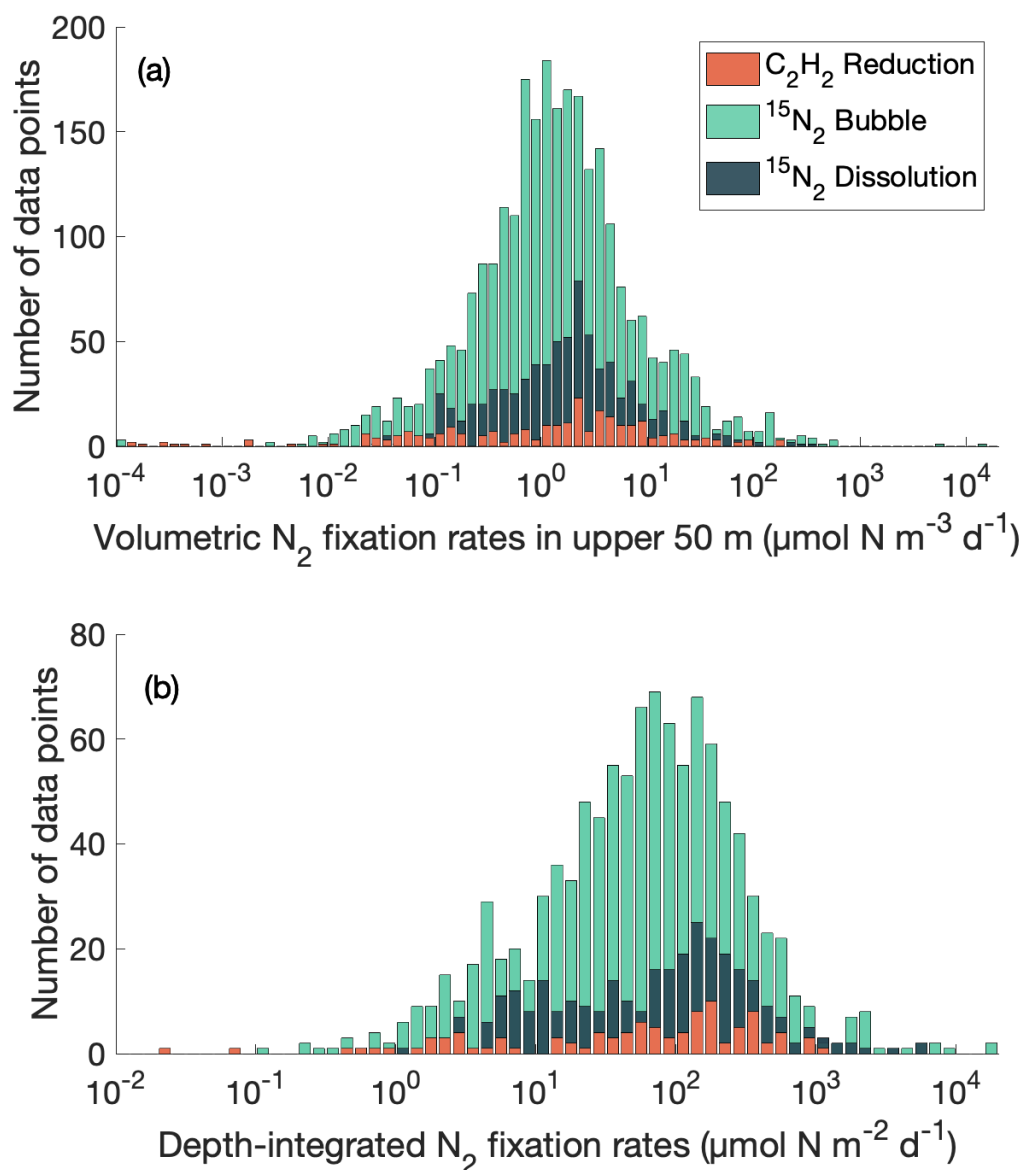 (a)
C₂H₂ Reduction
¹⁵N₂ Bubble
¹⁵N₂ Dissolution
Number of data points
200
150
100
50
0
10⁻⁴ 10⁻³ 10⁻² 10⁻¹ 10⁰ 10¹ 10² 10³ 10⁴
Volumetric N₂ fixation rates in upper 50 m (µmol N m⁻³ d⁻¹)
(b)
Number of data points
80
60
40
20
0
10⁻² 10⁻¹ 10⁰ 10¹ 10² 10³ 10⁴
Depth-integrated N₂ fixation rates (µmol N m⁻² d⁻¹)